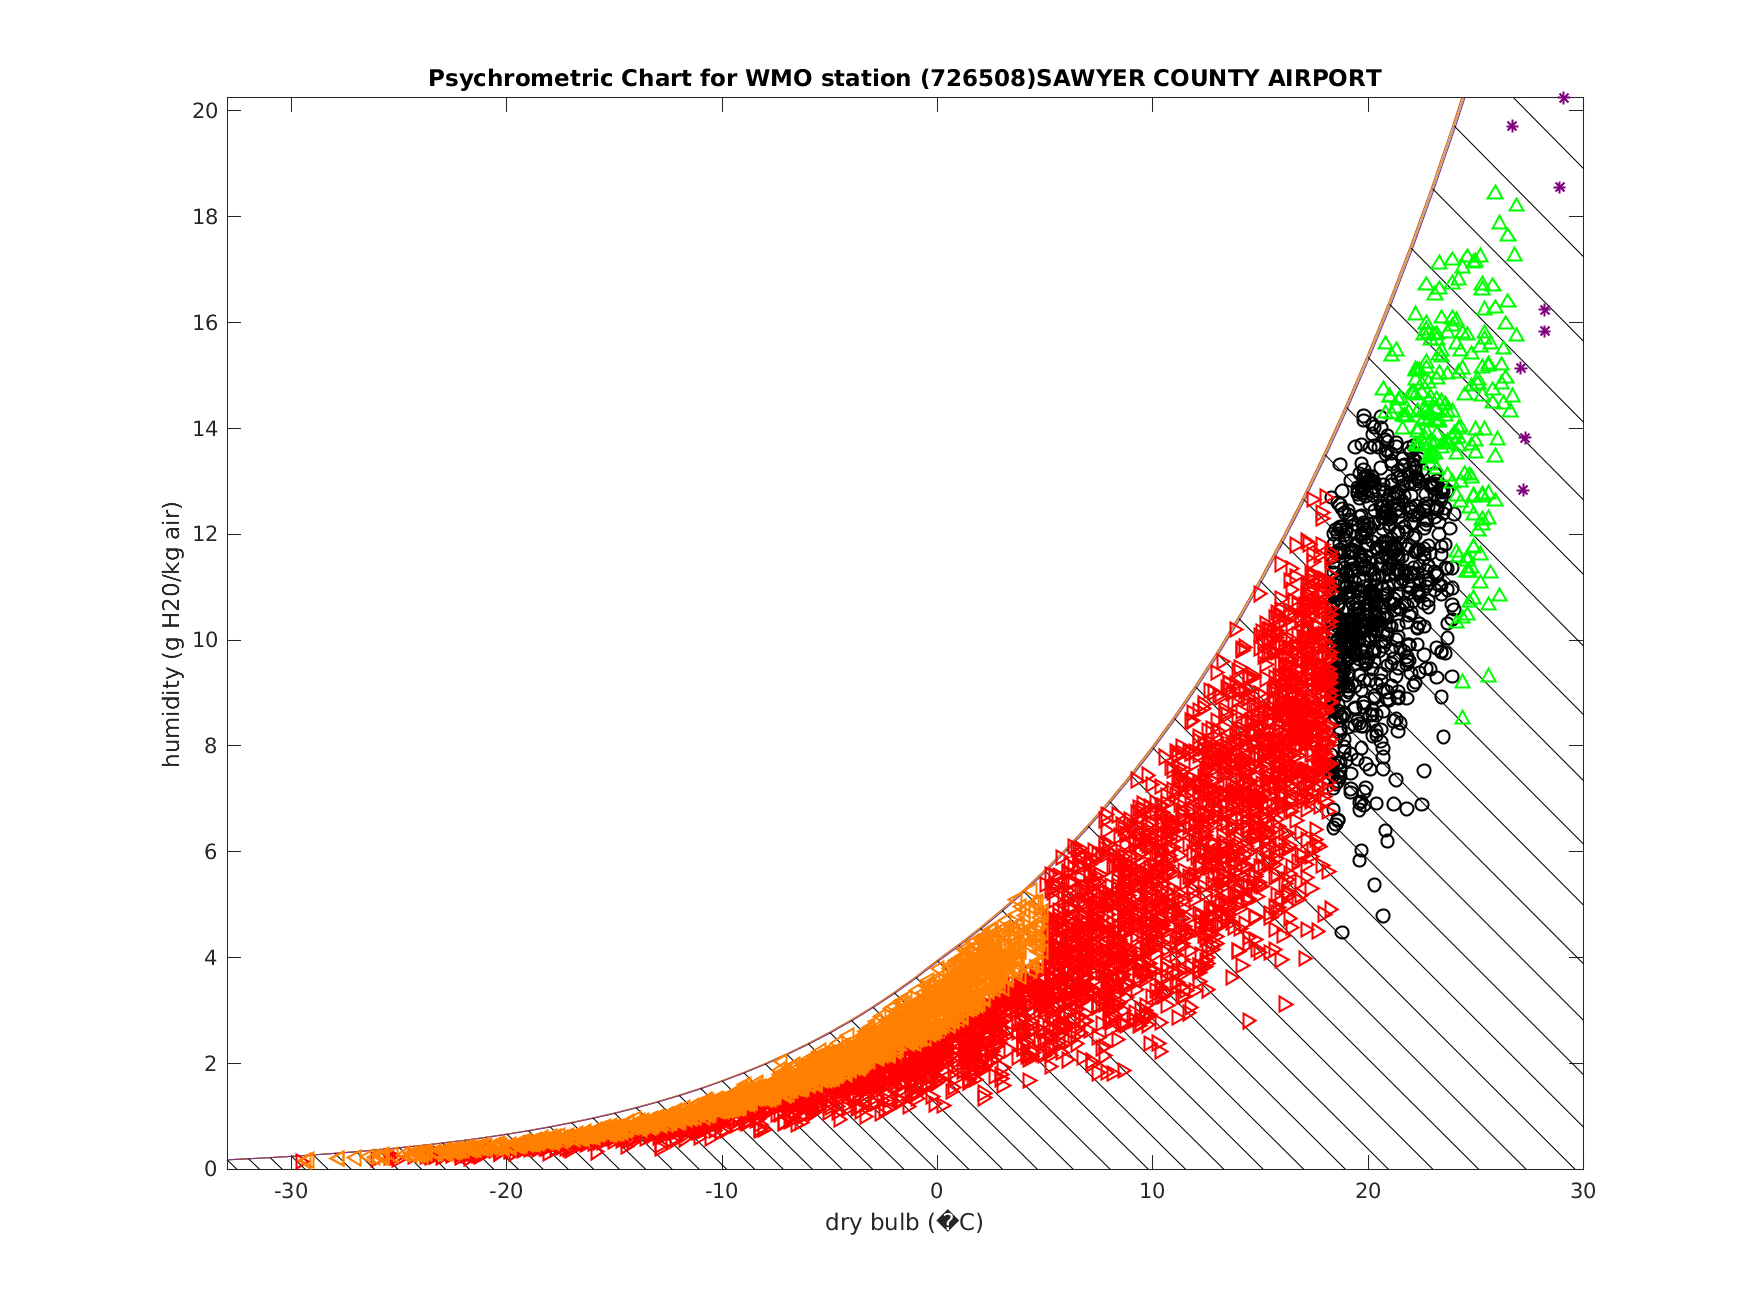 Psychrometric Chart for WMO station (726508)SAWYER COUNTY AIRPORT
20
18
16
14
12
10
8
6
4
2
0
humidity (g H20/kg air)
-30 -20 -10 0 10 20 30
dry bulb (�C)